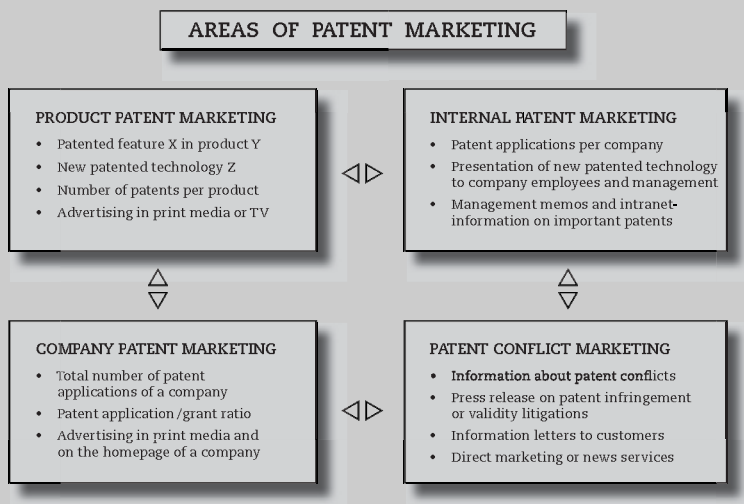 AREAS OF PATENT MARKETING
PRODUCT PATENT MARKETING
• Patented feature X in product Y
• New patented technology Z
• Number of patents per product
• Advertising in print media or TV
INTERNAL PATENT MARKETING
• Patent applications per company
• Presentation of new patented technology
to company employees and management
• Management memos and intranet-
information on important patents
COMPANY PATENT MARKETING
• Total number of patent
applications of a company
• Patent application/grant ratio
• Advertising in print media and
on the homepage of a company
PATENT CONFLICT MARKETING
• Information about patent conflicts
• Press release on patent infringement
or validity litigations
• Information letters to customers
• Direct marketing or news services